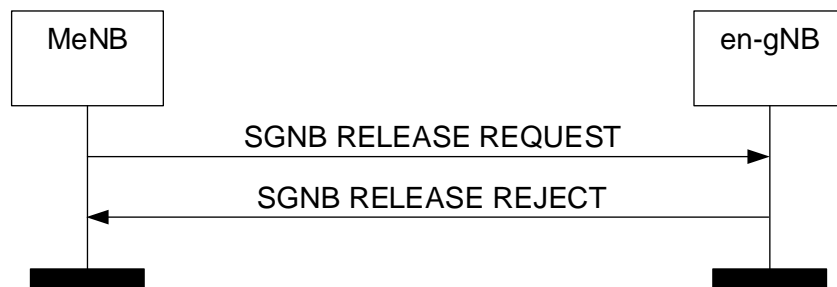 MeNB
en-gNB
SGNB RELEASE REQUEST
SGNB RELEASE REJECT